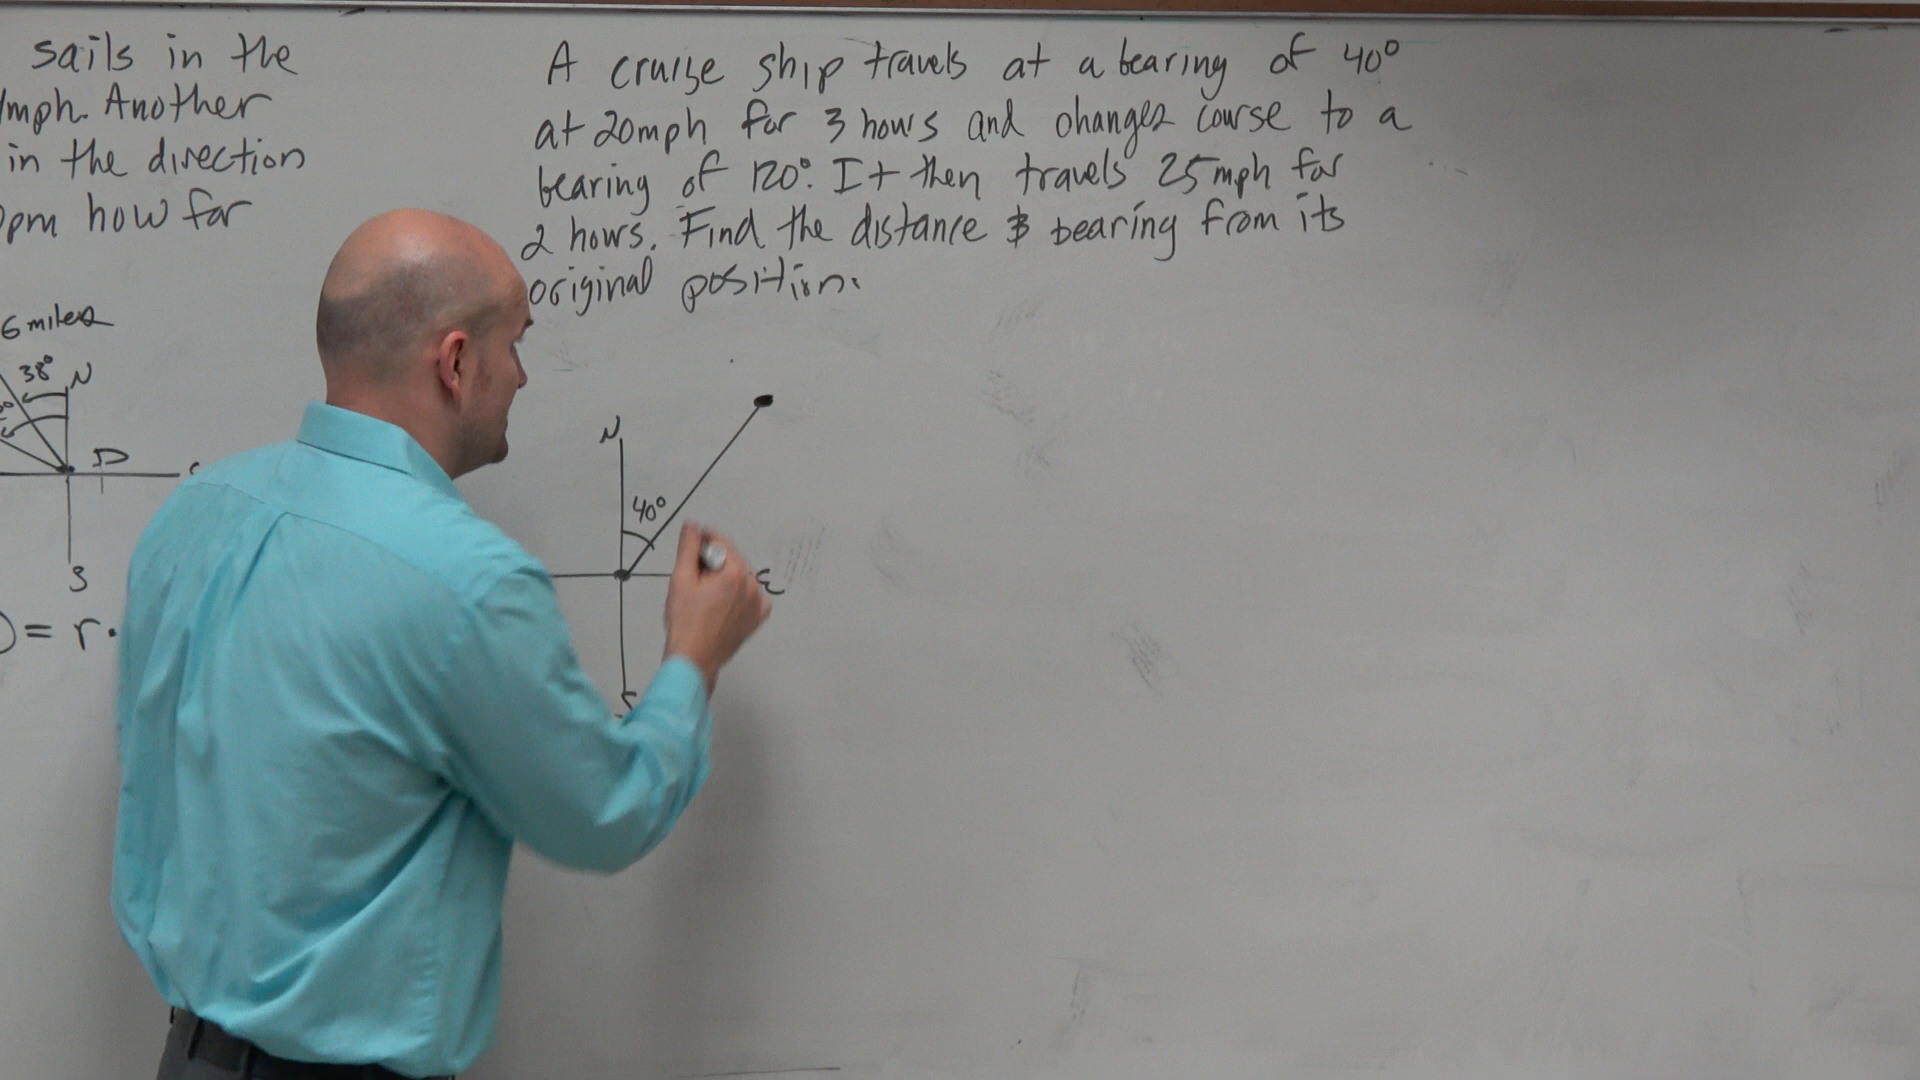 sails in the
mph. Another
in the direction
pm how far
6 miles
38° N
D
S
D = r.
A cruise ship travels at a bearing of 40°
at 20mph for 3 hours and changes course to a
bearing of 120°. It then travels 25mph for
2 hours. Find the distance & bearing from its
original position.
N
40°
E
S